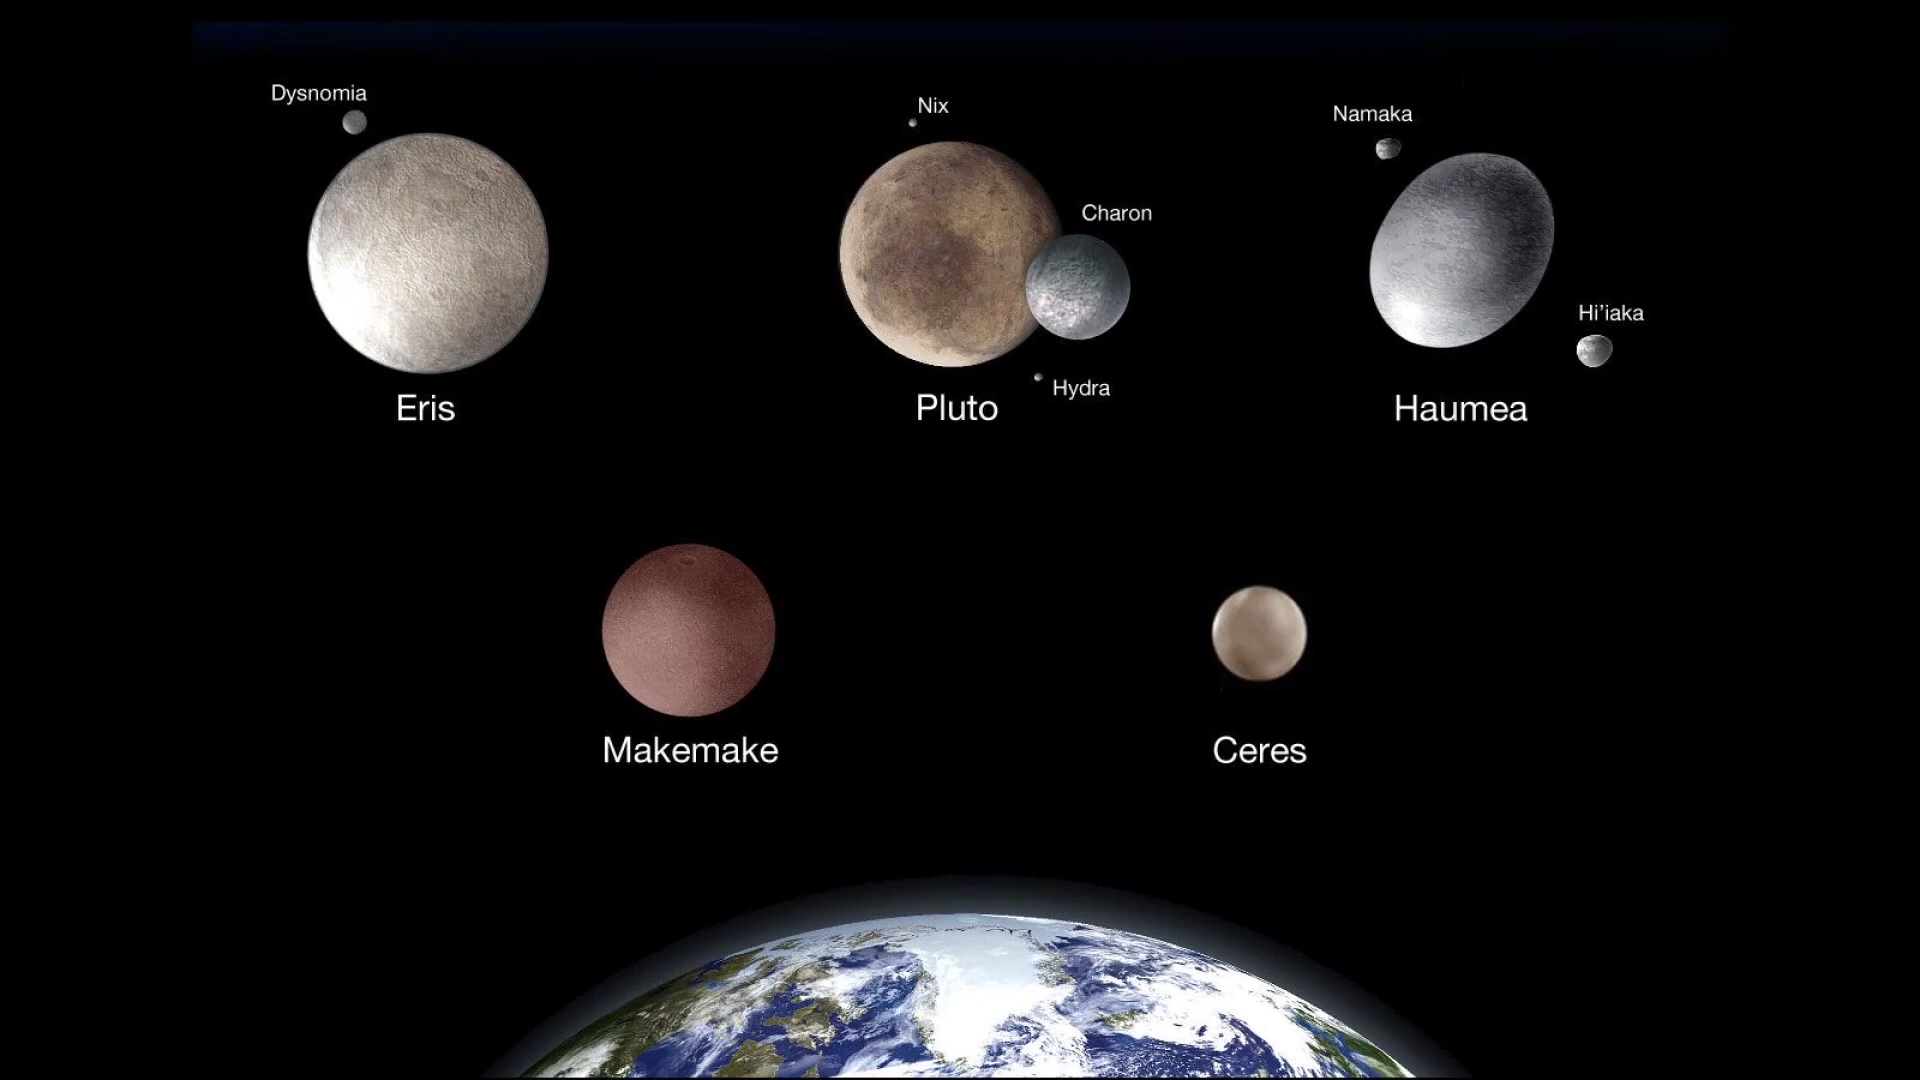 Dysnomia
Nix
Namaka
Charon
Hi'iaka
Hydra
Eris
Pluto
Haumea
Makemake
Ceres